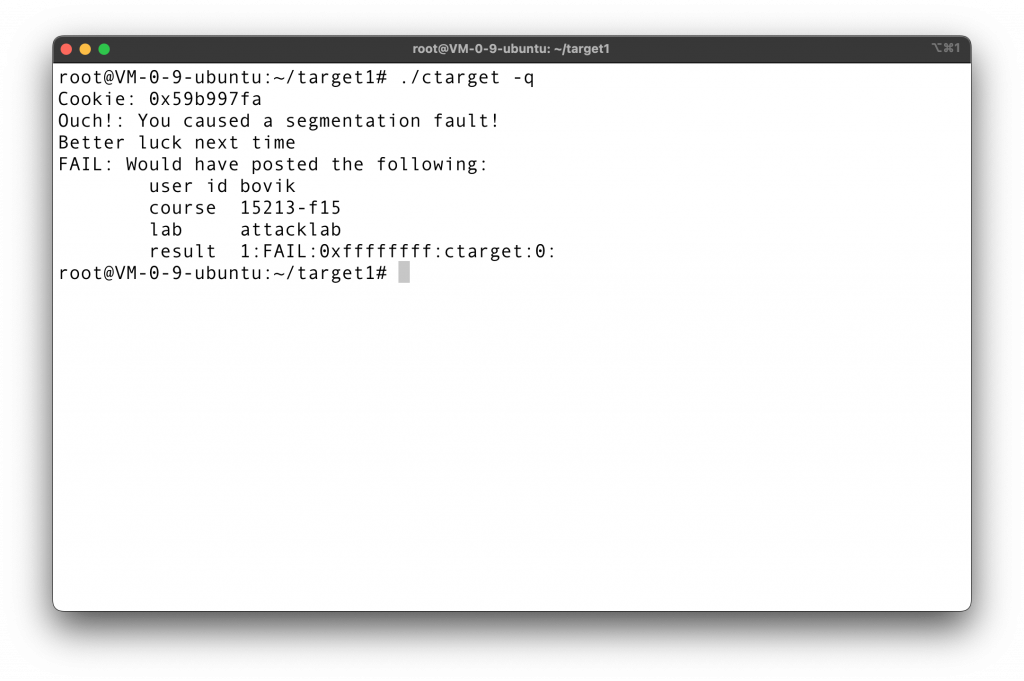 root@VM-0-9-ubuntu: ~/target1
⌥⌘1
root@VM-0-9-ubuntu:~/target1# ./ctarget -q
Cookie: 0x59b997fa
Ouch!: You caused a segmentation fault!
Better luck next time
FAIL: Would have posted the following:
        user id bovik
        course  15213-f15
        lab     attacklab
        result  1:FAIL:0xffffffff:ctarget:0:
root@VM-0-9-ubuntu:~/target1#